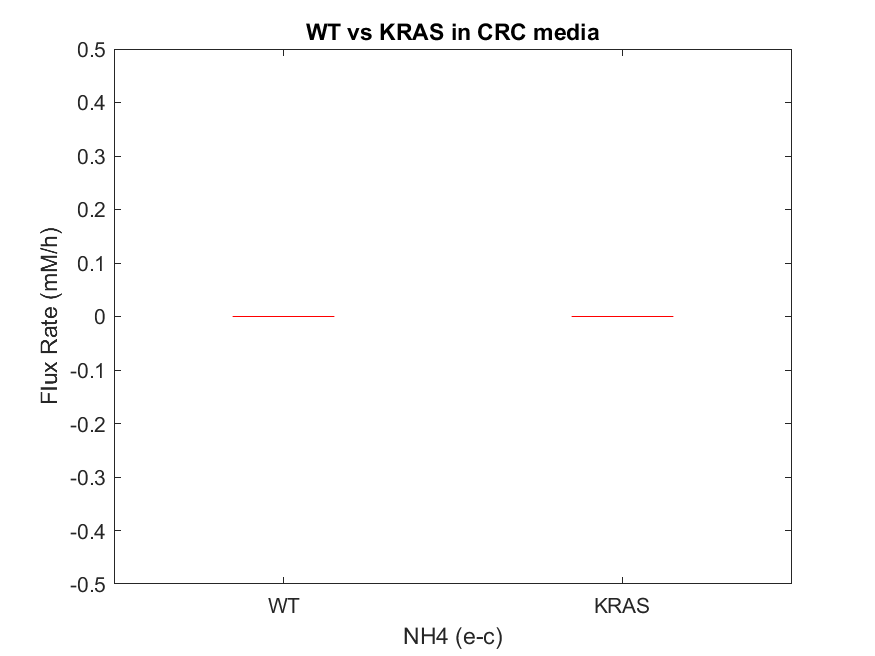 WT vs KRAS in CRC media
0.5
0.4
0.3
0.2
0.1
0
-0.1
-0.2
-0.3
-0.4
-0.5
Flux Rate (mM/h)
WT KRAS
NH4 (e-c)